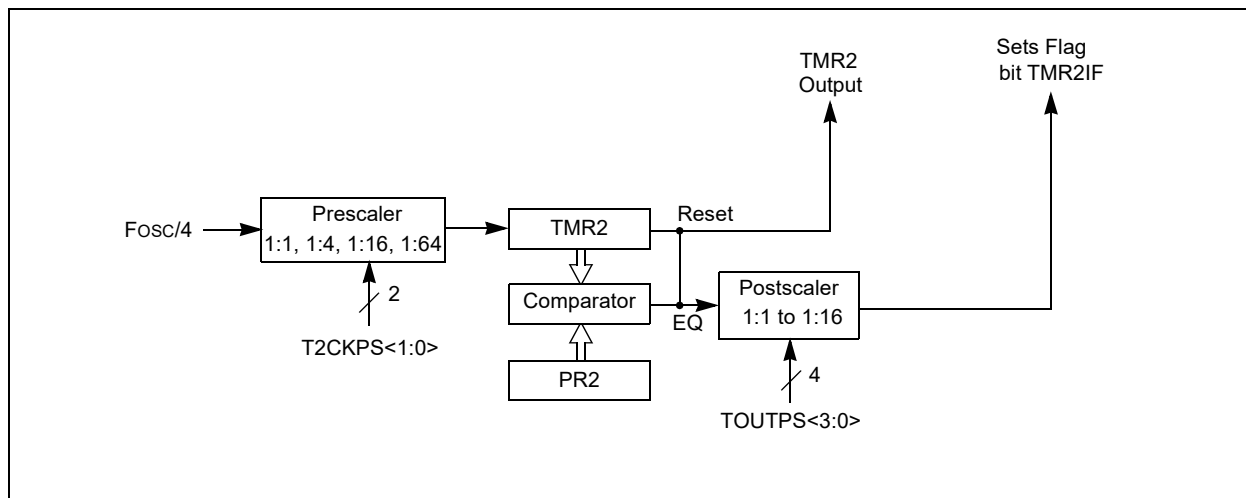 TMR2
Output
Sets Flag
bit TMR2IF
Fosc/4
Prescaler
1:1, 1:4, 1:16, 1:64
2
T2CKPS<1:0>
TMR2
Reset
Comparator
EQ
PR2
Postscaler
1:1 to 1:16
4
TOUTPS<3:0>